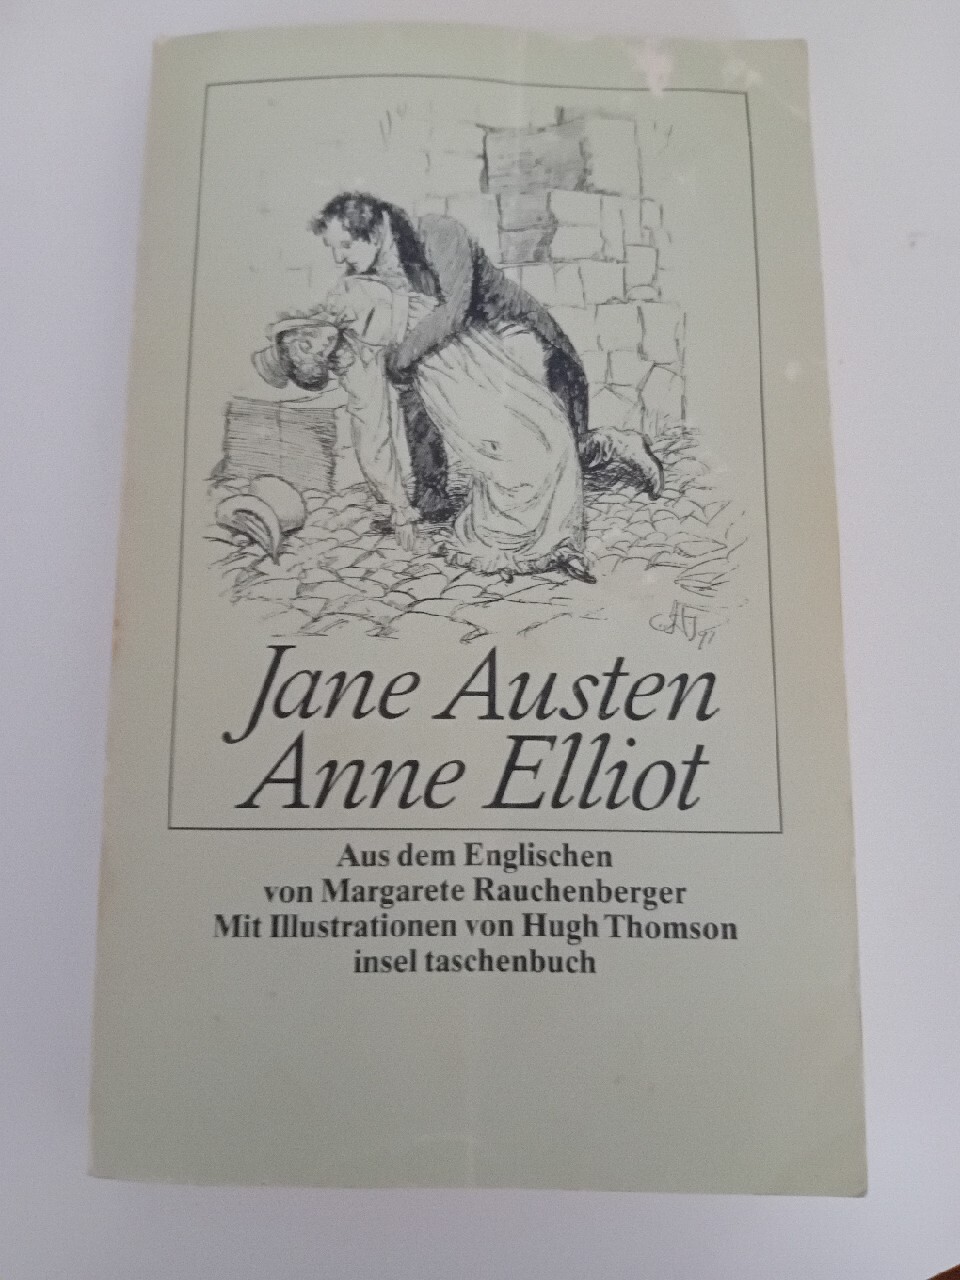 Jane Austen
Anne Elliot
Aus dem Englischen
von Margarete Rauchenberger
Mit Illustrationen von Hugh Thomson
insel taschenbuch